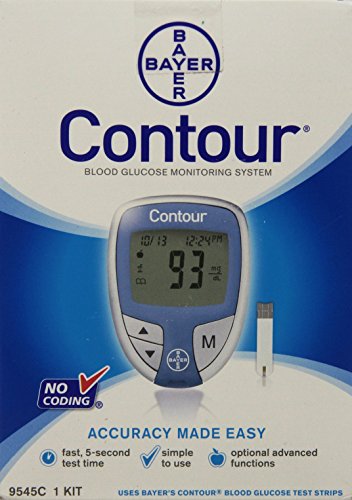 BAYER
BAYER
Contour®
BLOOD GLUCOSE MONITORING SYSTEM
Contour
10/13 12:24PM
93 mg/dL
M
BAYER
BAYER
NO
CODING®
ACCURACY MADE EASY
fast, 5-second
test time
simple
to use
optional advanced
functions
9545C 1 KIT
USES BAYER'S CONTOUR® BLOOD GLUCOSE TEST STRIPS